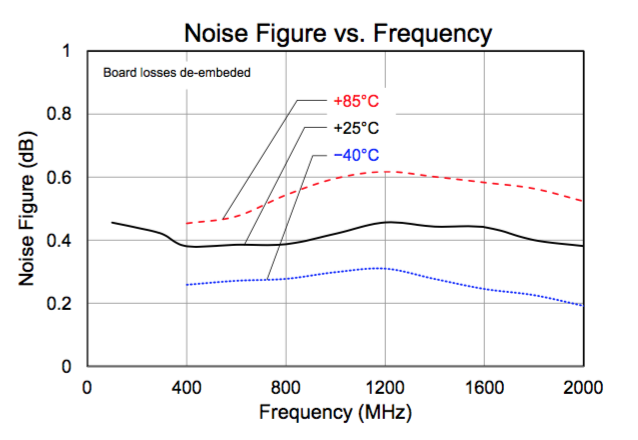 Noise Figure vs. Frequency
1
Board losses de-embeded
+85°C
0.8
+25°C
−40°C
0.6
Noise Figure (dB)
0.4
0.2
0
0 400 800 1200 1600 2000
Frequency (MHz)